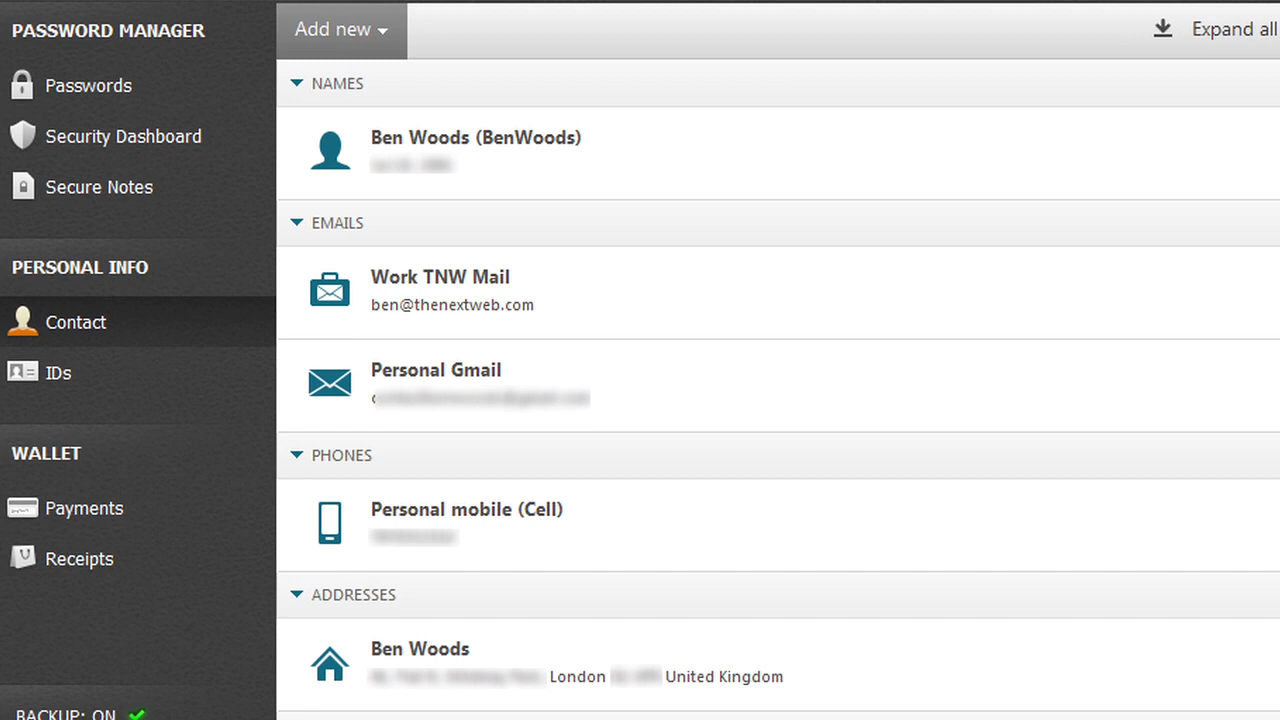 PASSWORD MANAGER
Passwords
Security Dashboard
Secure Notes
PERSONAL INFO
Contact
IDs
WALLET
Payments
Receipts
BACKUP: ON
Add new
Expand all
NAMES
Ben Woods (BenWoods)
EMAILS
Work TNW Mail
ben@thenextweb.com
Personal Gmail
PHONES
Personal mobile (Cell)
ADDRESSES
Ben Woods
London United Kingdom